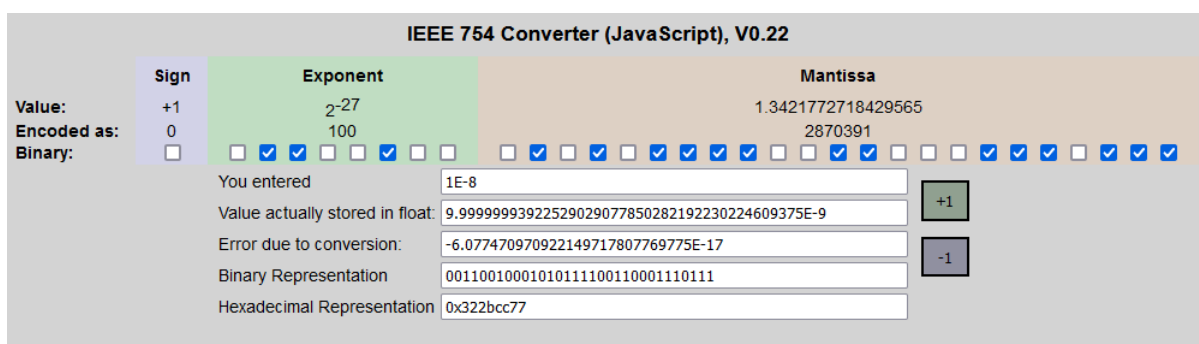 IEEE 754 Converter (JavaScript), V0.22
Sign Exponent Mantissa
Value: +1 2-27 1.3421772718429565
Encoded as: 0 100 2870391
Binary:
You entered 1E-8
Value actually stored in float: 9.99999993922529029077850282192230224609375E-9
Error due to conversion: -6.077470970922149717807769775E-17
Binary Representation 00110010001010111100110001110111
Hexadecimal Representation 0x322bcc77
+1
-1